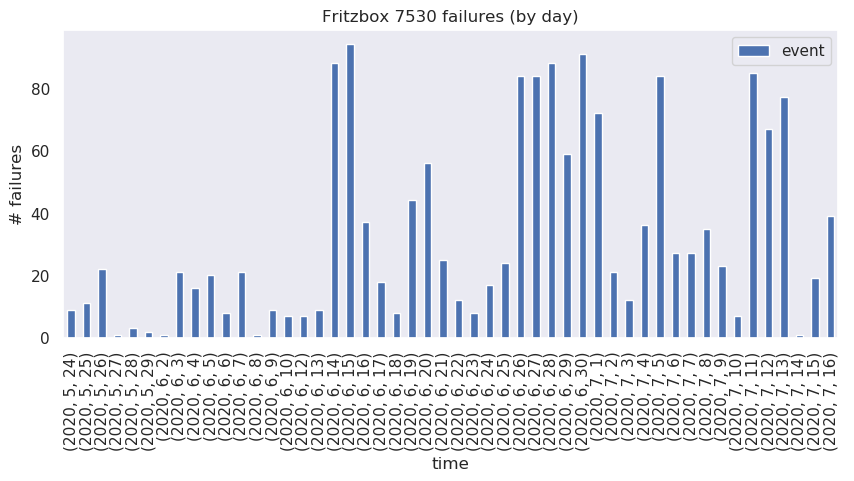 Fritzbox 7530 failures (by day)
event
# failures
80
60
40
20
0
(2020, 5, 24)
(2020, 5, 25)
(2020, 5, 26)
(2020, 5, 27)
(2020, 5, 28)
(2020, 5, 29)
(2020, 6, 2)
(2020, 6, 3)
(2020, 6, 4)
(2020, 6, 5)
(2020, 6, 6)
(2020, 6, 7)
(2020, 6, 8)
(2020, 6, 9)
(2020, 6, 10)
(2020, 6, 12)
(2020, 6, 13)
(2020, 6, 14)
(2020, 6, 15)
(2020, 6, 16)
(2020, 6, 17)
(2020, 6, 18)
(2020, 6, 19)
(2020, 6, 20)
(2020, 6, 21)
(2020, 6, 22)
(2020, 6, 23)
(2020, 6, 24)
(2020, 6, 25)
(2020, 6, 26)
(2020, 6, 27)
(2020, 6, 28)
(2020, 6, 29)
(2020, 6, 30)
(2020, 7, 1)
(2020, 7, 2)
(2020, 7, 3)
(2020, 7, 4)
(2020, 7, 5)
(2020, 7, 6)
(2020, 7, 7)
(2020, 7, 8)
(2020, 7, 9)
(2020, 7, 10)
(2020, 7, 11)
(2020, 7, 12)
(2020, 7, 13)
(2020, 7, 14)
(2020, 7, 15)
(2020, 7, 16)
time